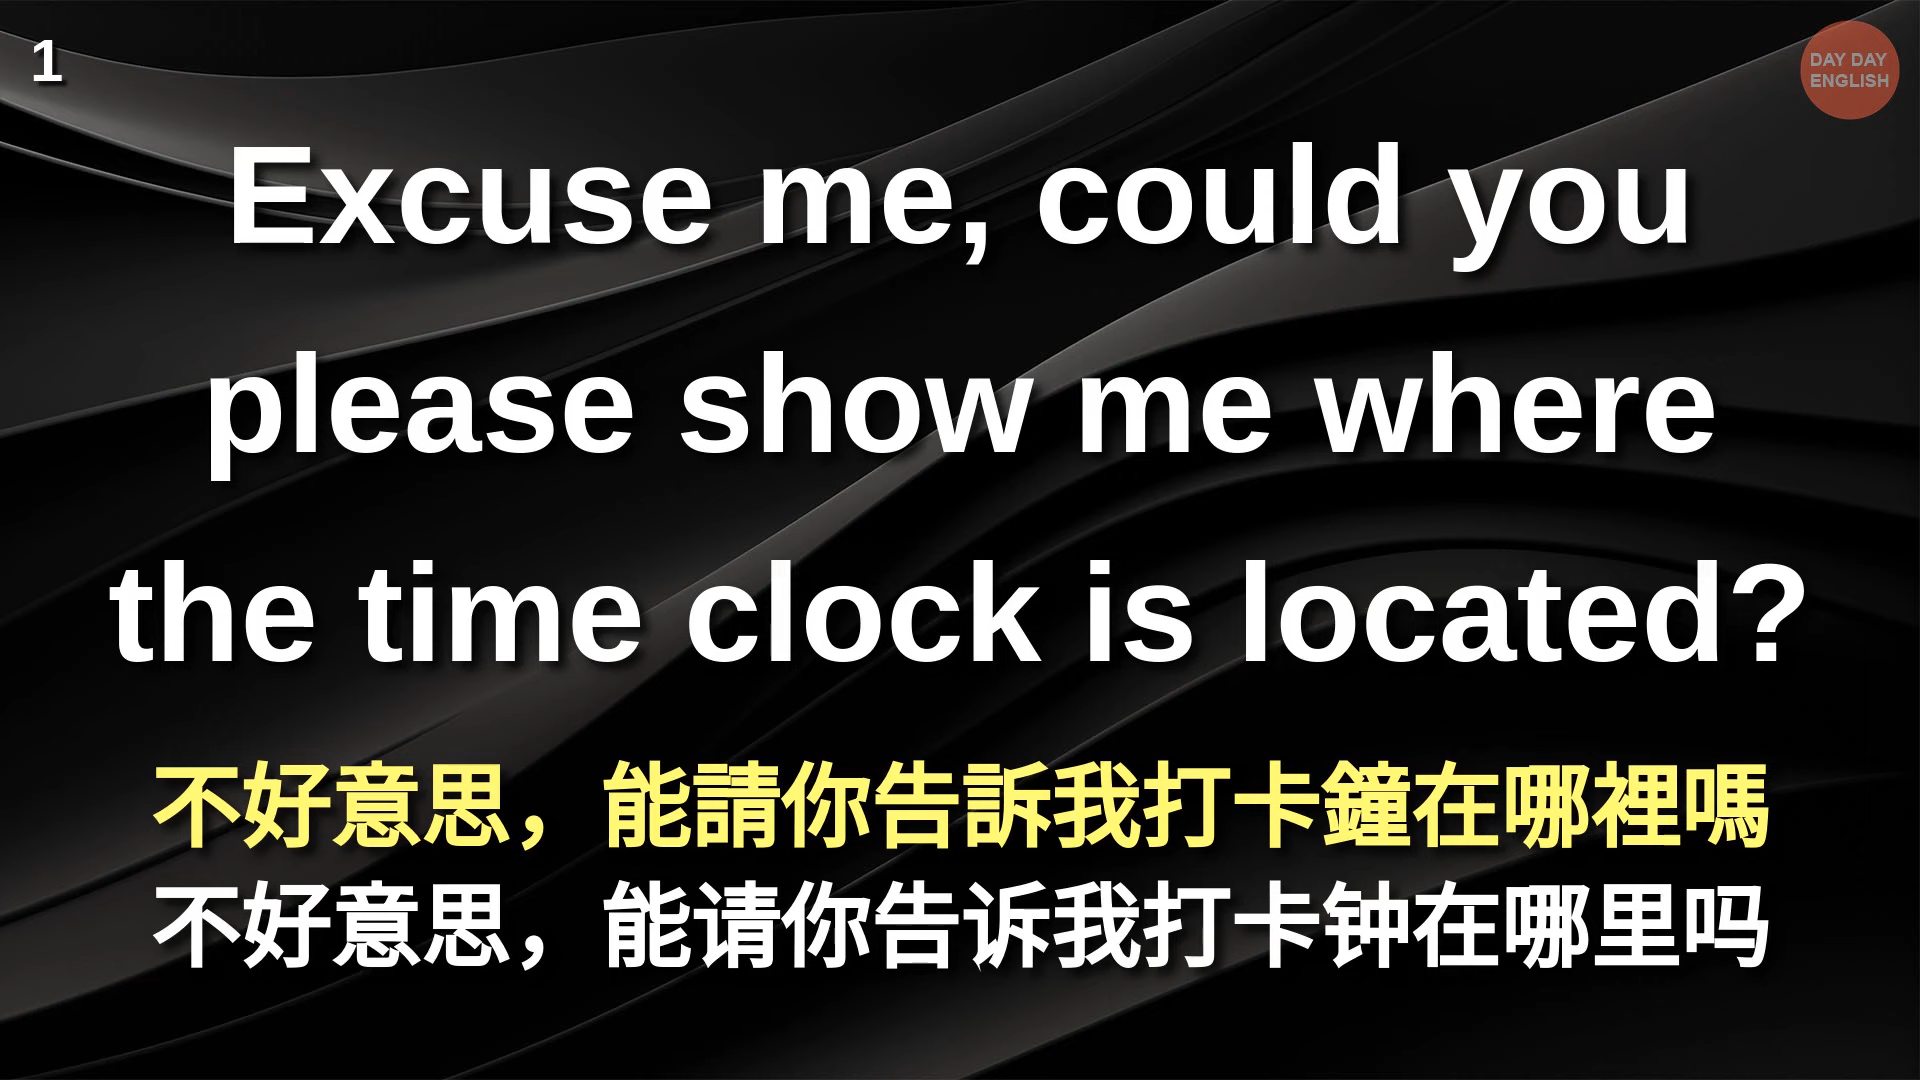 1
DAY DAY
ENGLISH
Excuse me, could you
please show me where
the time clock is located?
不好意思，能請你告訴我打卡鐘在哪裡嗎
不好意思，能请你告诉我打卡钟在哪里吗